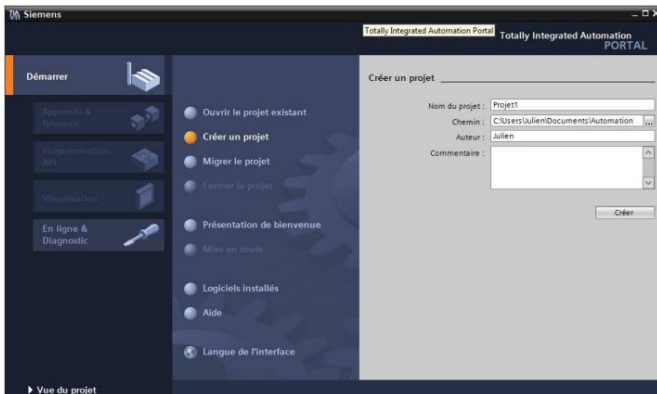 Siemens
Totally Integrated Automation Portal
Totally Integrated Automation
PORTAL
Démarrer
Appareils &
Réseaux
Programmation
API
Visualisation
En ligne &
Diagnostic
Vue du projet
Ouvrir le projet existant
Créer un projet
Migrer le projet
Fermer le projet
Présentation de bienvenue
Mise en route
Logiciels installés
Aide
Langue de l'interface
Créer un projet
Nom du projet : Projet1
Chemin : C:\Users\Julien\Documents\Automation ...
Auteur : Julien
Commentaire :
Créer